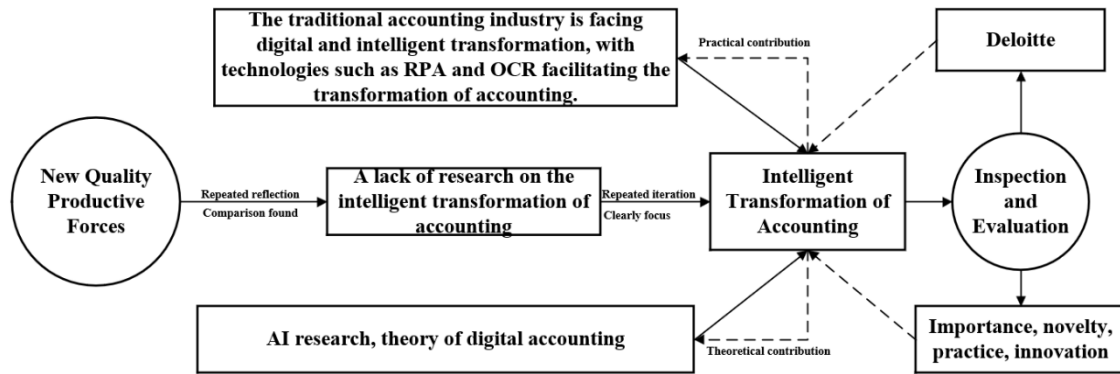 The traditional accounting industry is facing
digital and intelligent transformation, with
technologies such as RPA and OCR facilitating the
transformation of accounting.
Practical contribution
Deloitte
New Quality
Productive
Forces
Repeated reflection
Comparison found
A lack of research on the
intelligent transformation of
accounting
Repeated iteration
Clearly focus
Intelligent
Transformation of
Accounting
Inspection
and
Evaluation
AI research, theory of digital accounting
Theoretical contribution
Importance, novelty,
practice, innovation